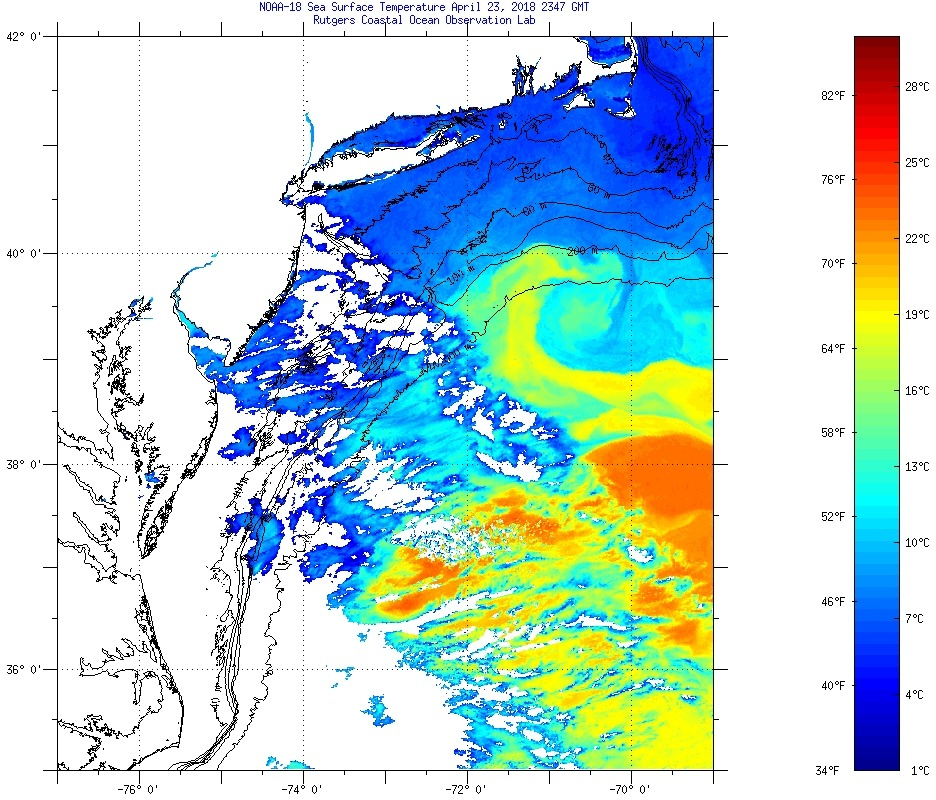 NOAA-18 Sea Surface Temperature April 23, 2018 2347 GMT
Rutgers Coastal Ocean Observation Lab
42° 0'
40° 0'
38° 0'
36° 0'
-76° 0'
-74° 0'
-72° 0'
-70° 0'
60 m
80 m
200 m
82°F
76°F
70°F
64°F
58°F
52°F
46°F
40°F
34°F
28°C
25°C
22°C
19°C
16°C
13°C
10°C
7°C
4°C
1°C